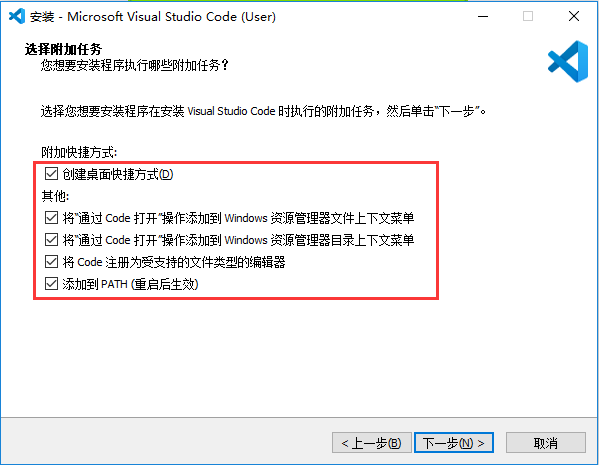 安装 - Microsoft Visual Studio Code (User)
选择附加任务
您想要安装程序执行哪些附加任务？
选择您想要安装程序在安装 Visual Studio Code 时执行的附加任务，然后单击“下一步”。
附加快捷方式:
创建桌面快捷方式(D)
其他:
将“通过 Code 打开”操作添加到 Windows 资源管理器文件上下文菜单
将“通过 Code 打开”操作添加到 Windows 资源管理器目录上下文菜单
将 Code 注册为受支持的文件类型的编辑器
添加到 PATH (重启后生效)
< 上一步(B) 下一步(N) > 取消